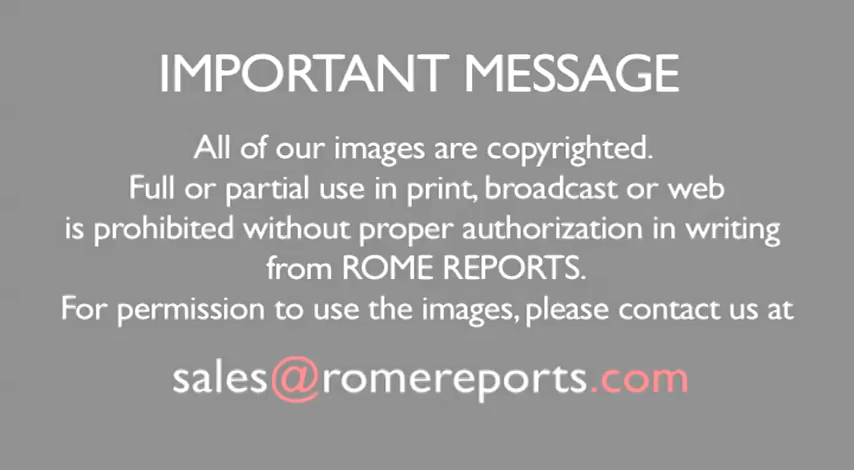 IMPORTANT MESSAGE
All of our images are copyrighted.
Full or partial use in print, broadcast or web
is prohibited without proper authorization in writing
from ROME REPORTS.
For permission to use the images, please contact us at
sales@romereports.com